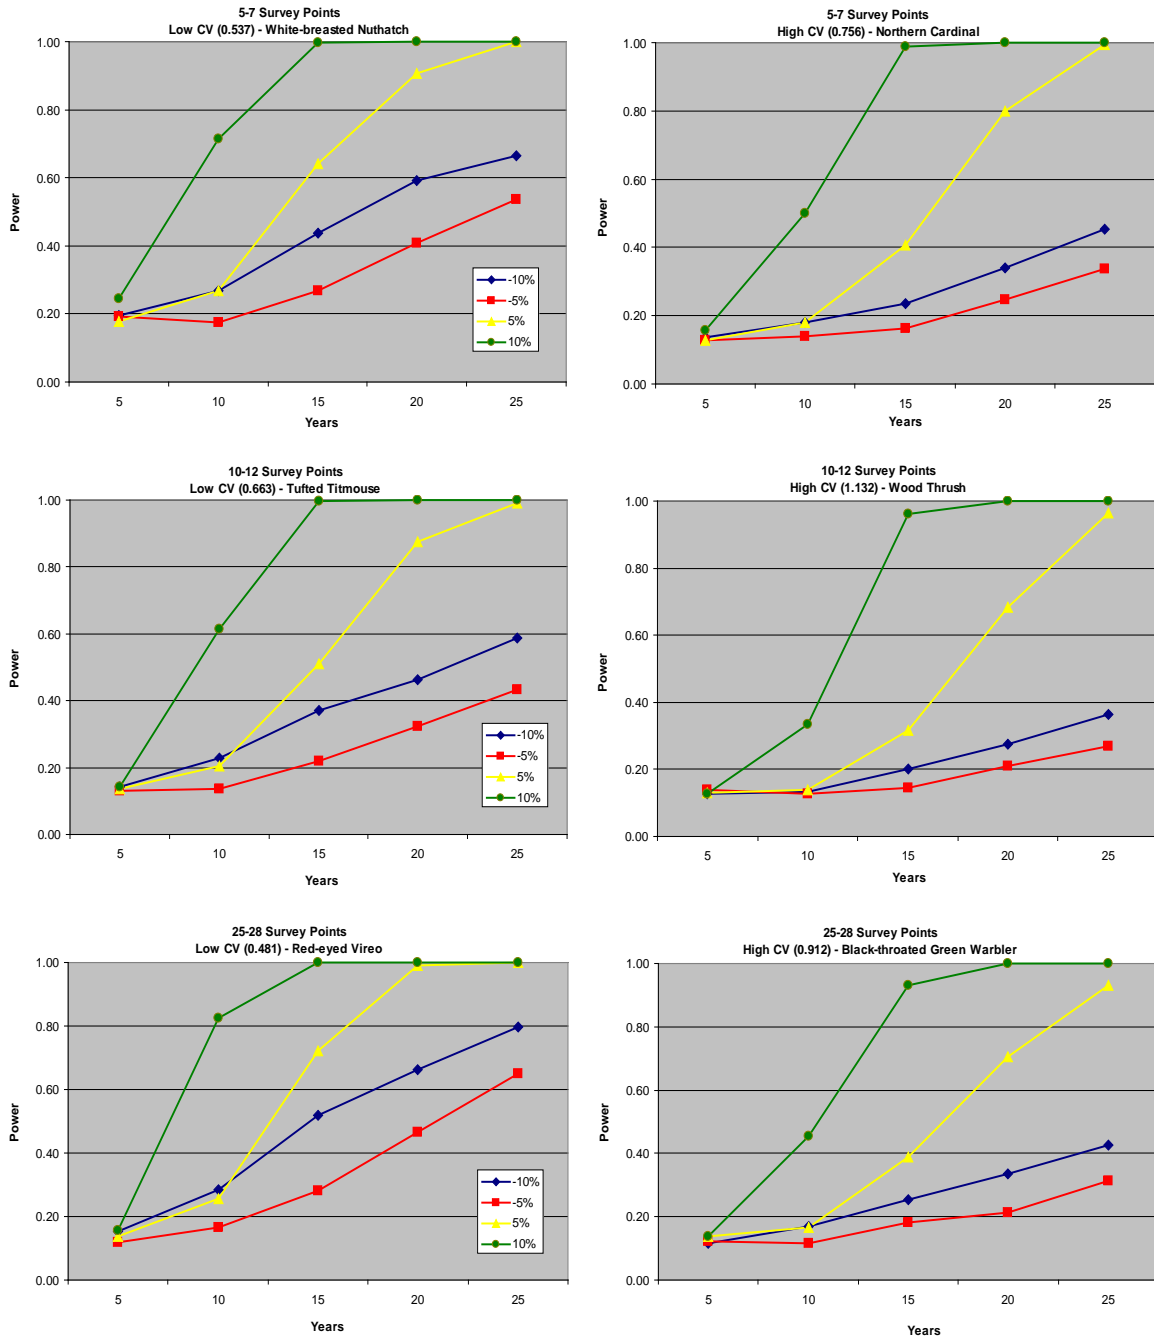 5-7 Survey Points
Low CV (0.537) - White-breasted Nuthatch
1.00
0.80
0.60
0.40
0.20
0.00
Power
5 10 15 20 25
Years
-10%
-5%
5%
10%
5-7 Survey Points
High CV (0.756) - Northern Cardinal
1.00
0.80
0.60
0.40
0.20
0.00
Power
5 10 15 20 25
Years
10-12 Survey Points
Low CV (0.663) - Tufted Titmouse
1.00
0.80
0.60
0.40
0.20
0.00
Power
5 10 15 20 25
Years
-10%
-5%
5%
10%
10-12 Survey Points
High CV (1.132) - Wood Thrush
1.00
0.80
0.60
0.40
0.20
0.00
Power
5 10 15 20 25
Years
25-28 Survey Points
Low CV (0.481) - Red-eyed Vireo
1.00
0.80
0.60
0.40
0.20
0.00
Power
5 10 15 20 25
Years
-10%
-5%
5%
10%
25-28 Survey Points
High CV (0.912) - Black-throated Green Warbler
1.00
0.80
0.60
0.40
0.20
0.00
Power
5 10 15 20 25
Years